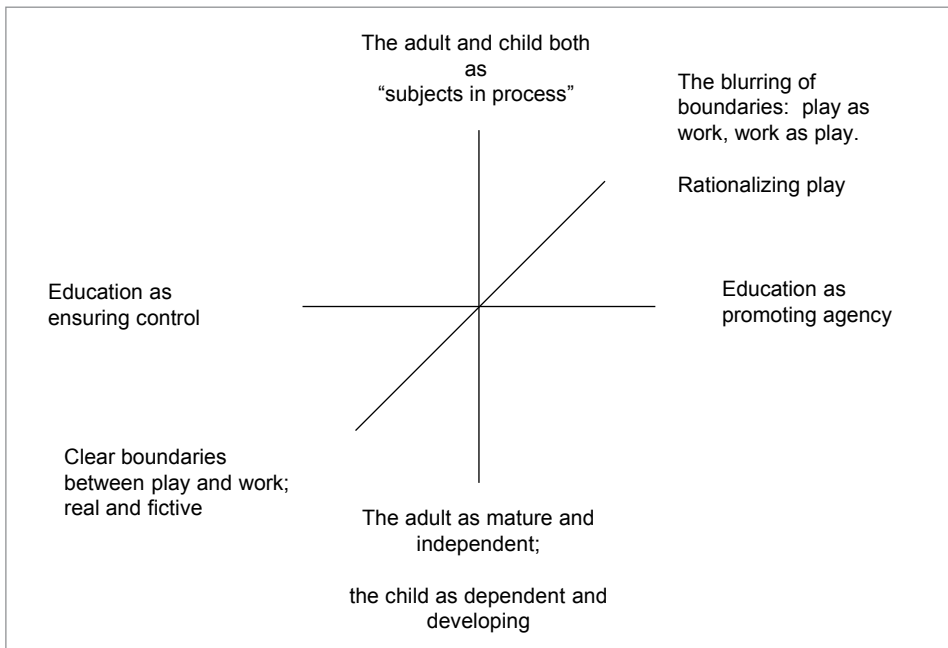 The adult and child both
as
“subjects in process”
The blurring of
boundaries:  play as
work, work as play.
Rationalizing play
Education as
ensuring control
Education as
promoting agency
Clear boundaries
between play and work;
real and fictive
The adult as mature and
independent;
the child as dependent and
developing